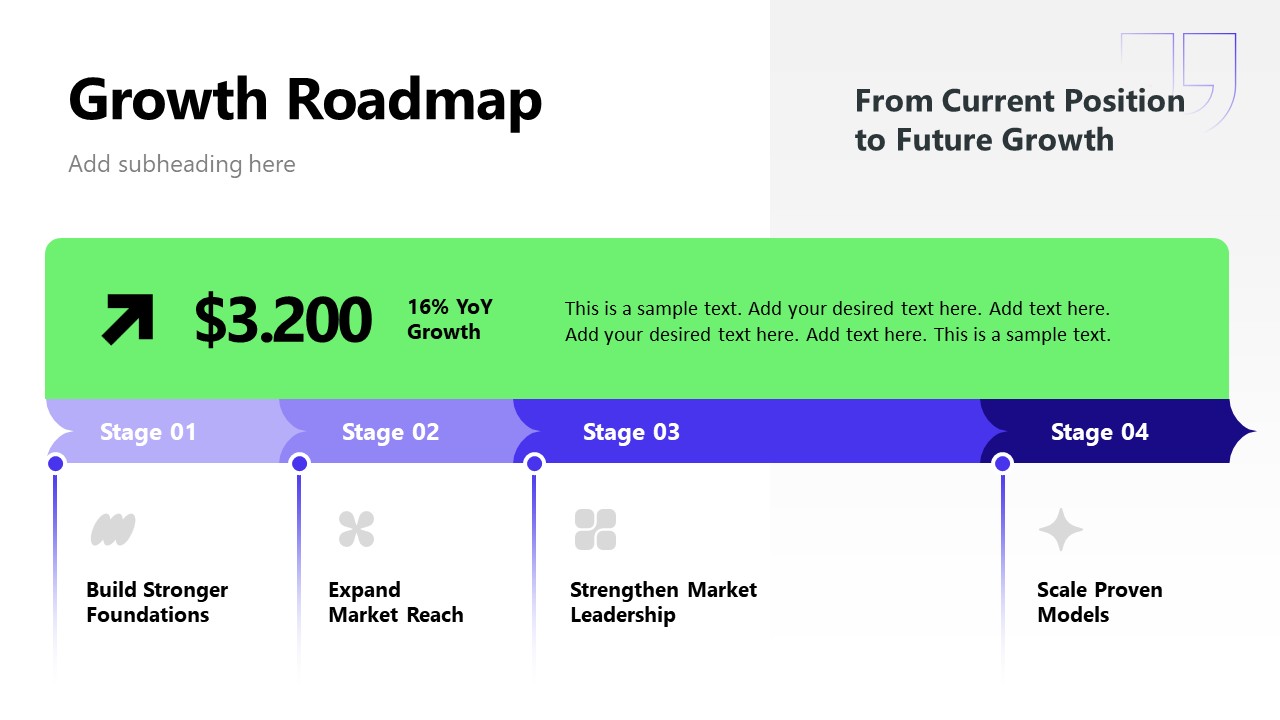 Growth Roadmap
Add subheading here
From Current Position
to Future Growth
$3.200
16% YoY
Growth
This is a sample text. Add your desired text here. Add text here.
Add your desired text here. Add text here. This is a sample text.
Stage 01
Stage 02
Stage 03
Stage 04
Build Stronger
Foundations
Expand
Market Reach
Strengthen Market
Leadership
Scale Proven
Models